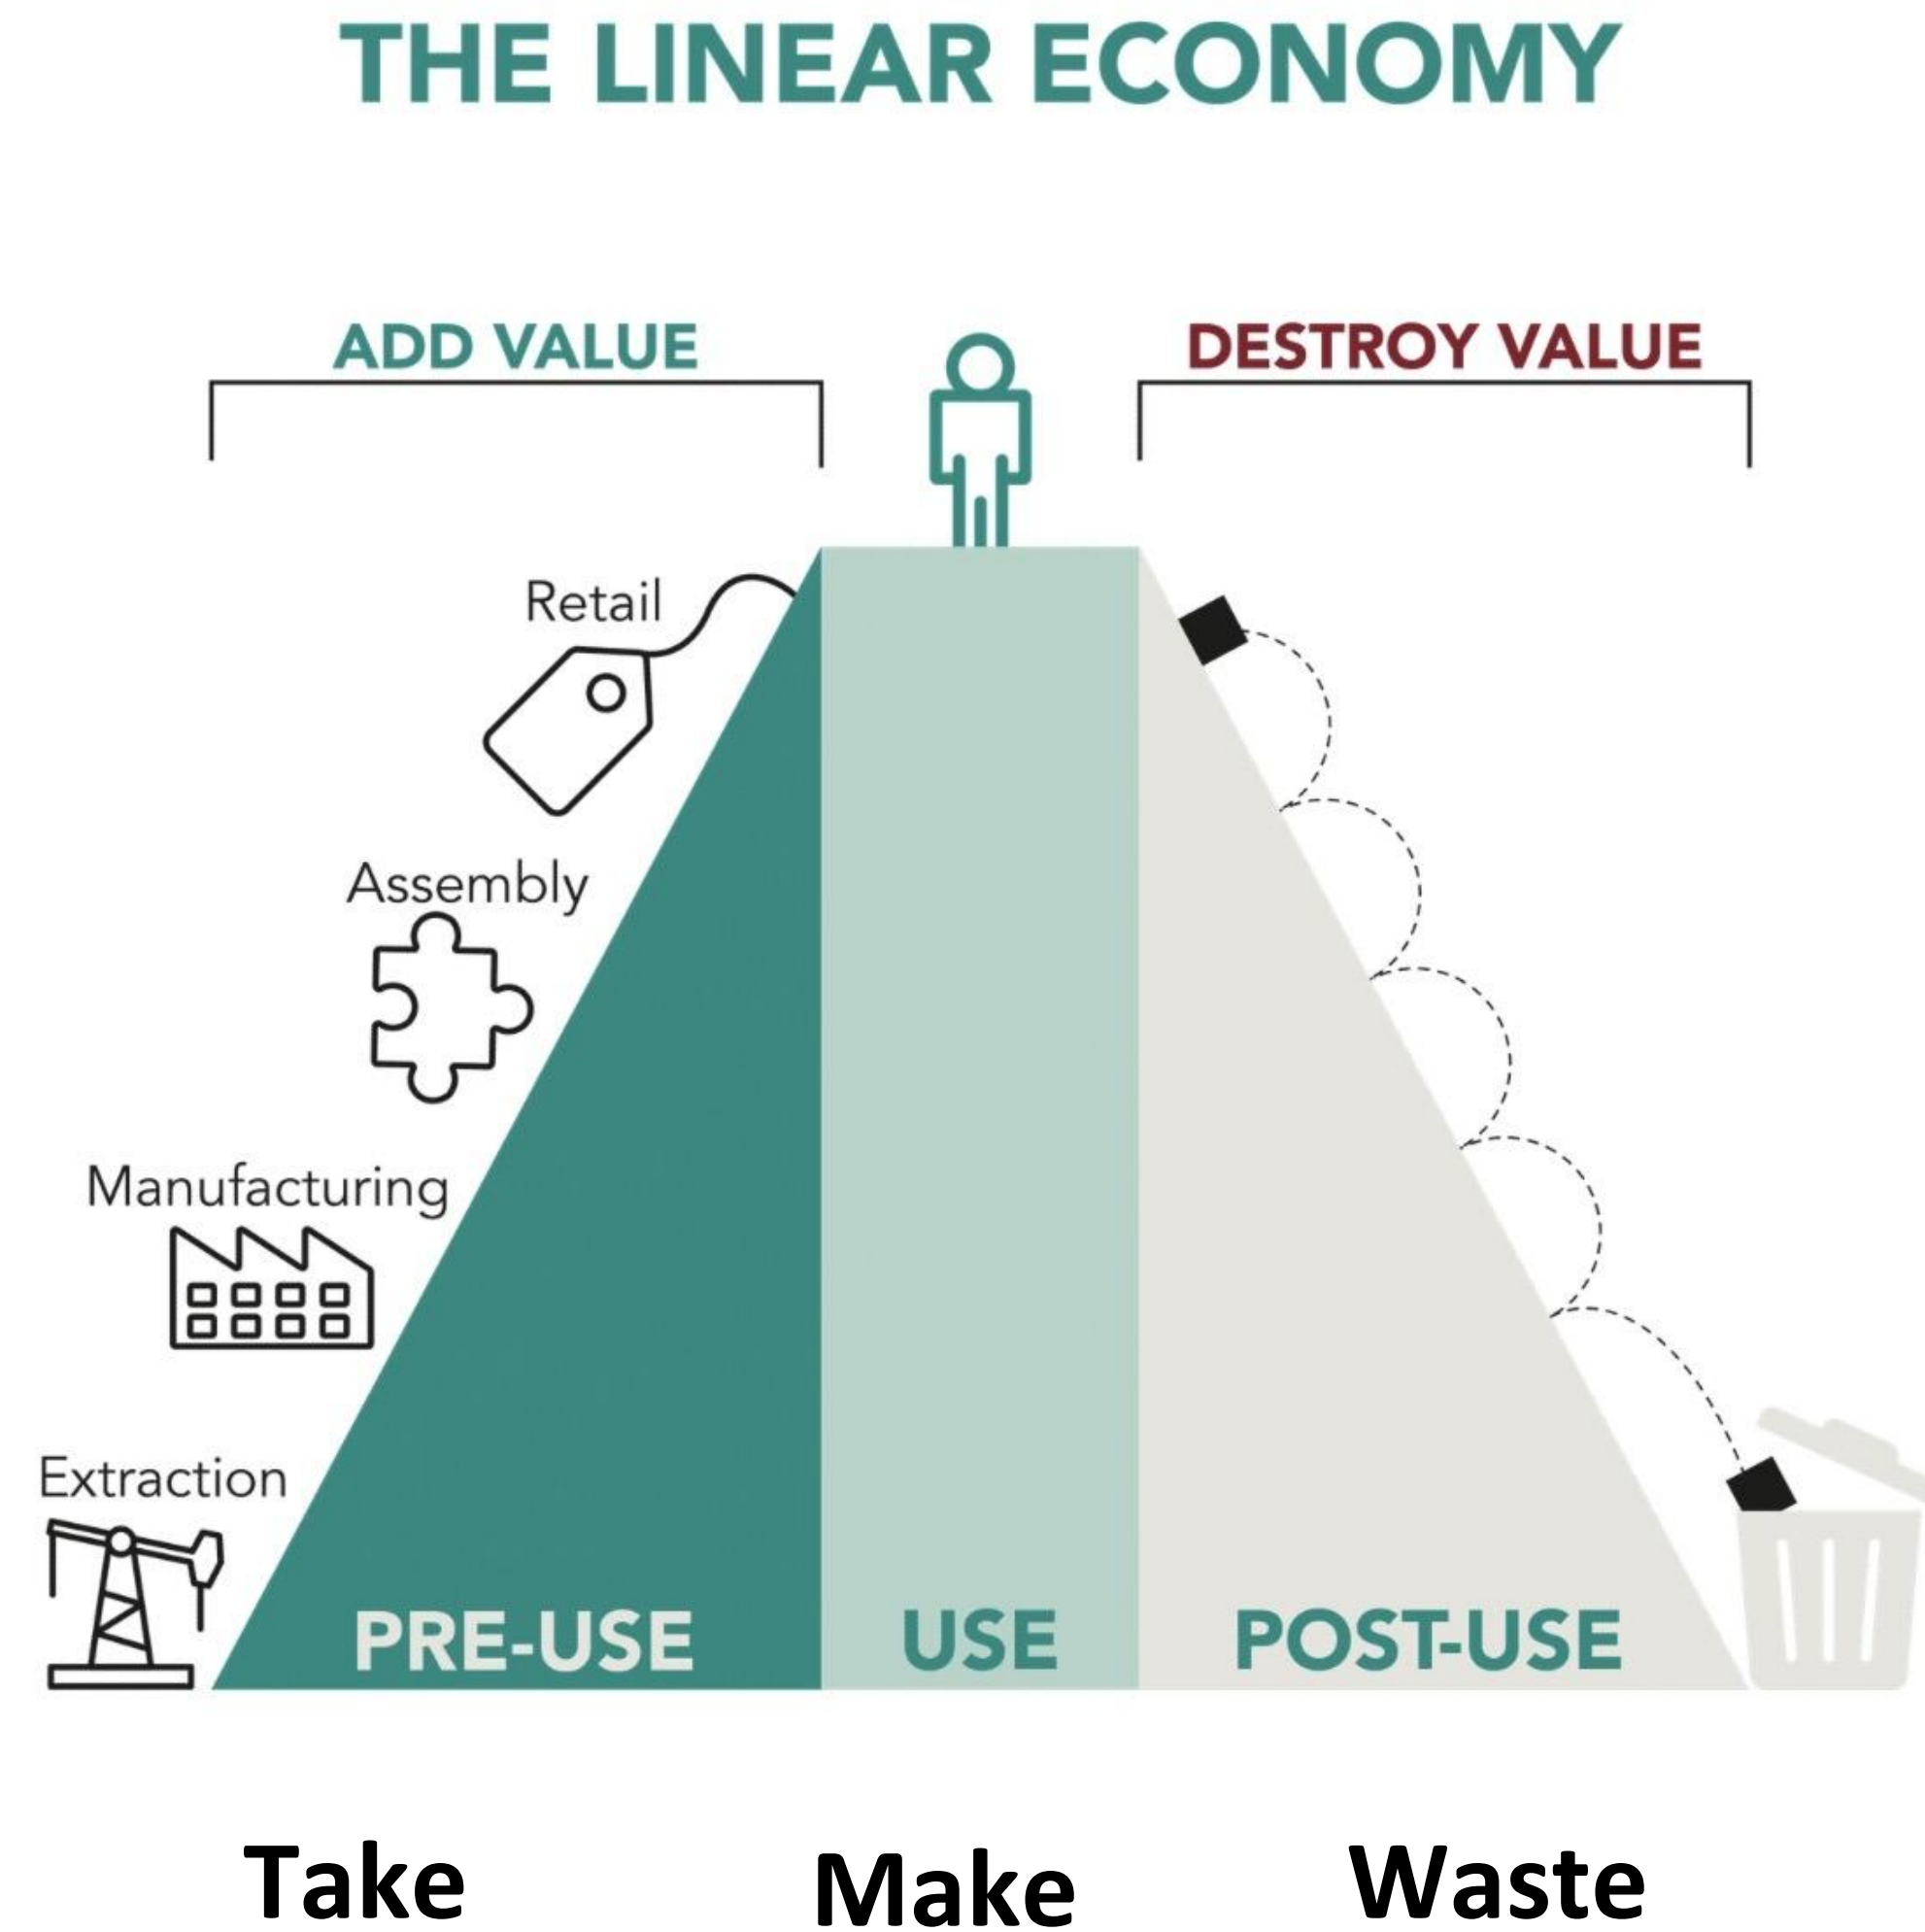 THE LINEAR ECONOMY
ADD VALUE
DESTROY VALUE
Retail
Assembly
Manufacturing
Extraction
PRE-USE
USE
POST-USE
Take
Make
Waste